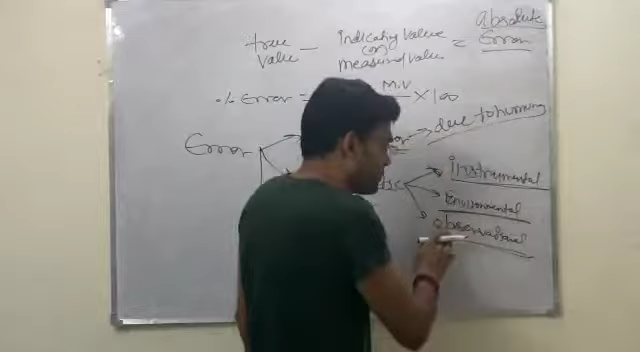 true value – Indicating value (or) measured value = Absolute Error
% Error = M.V × 100
Error
due to human
Instrumental
Environmental
Observational